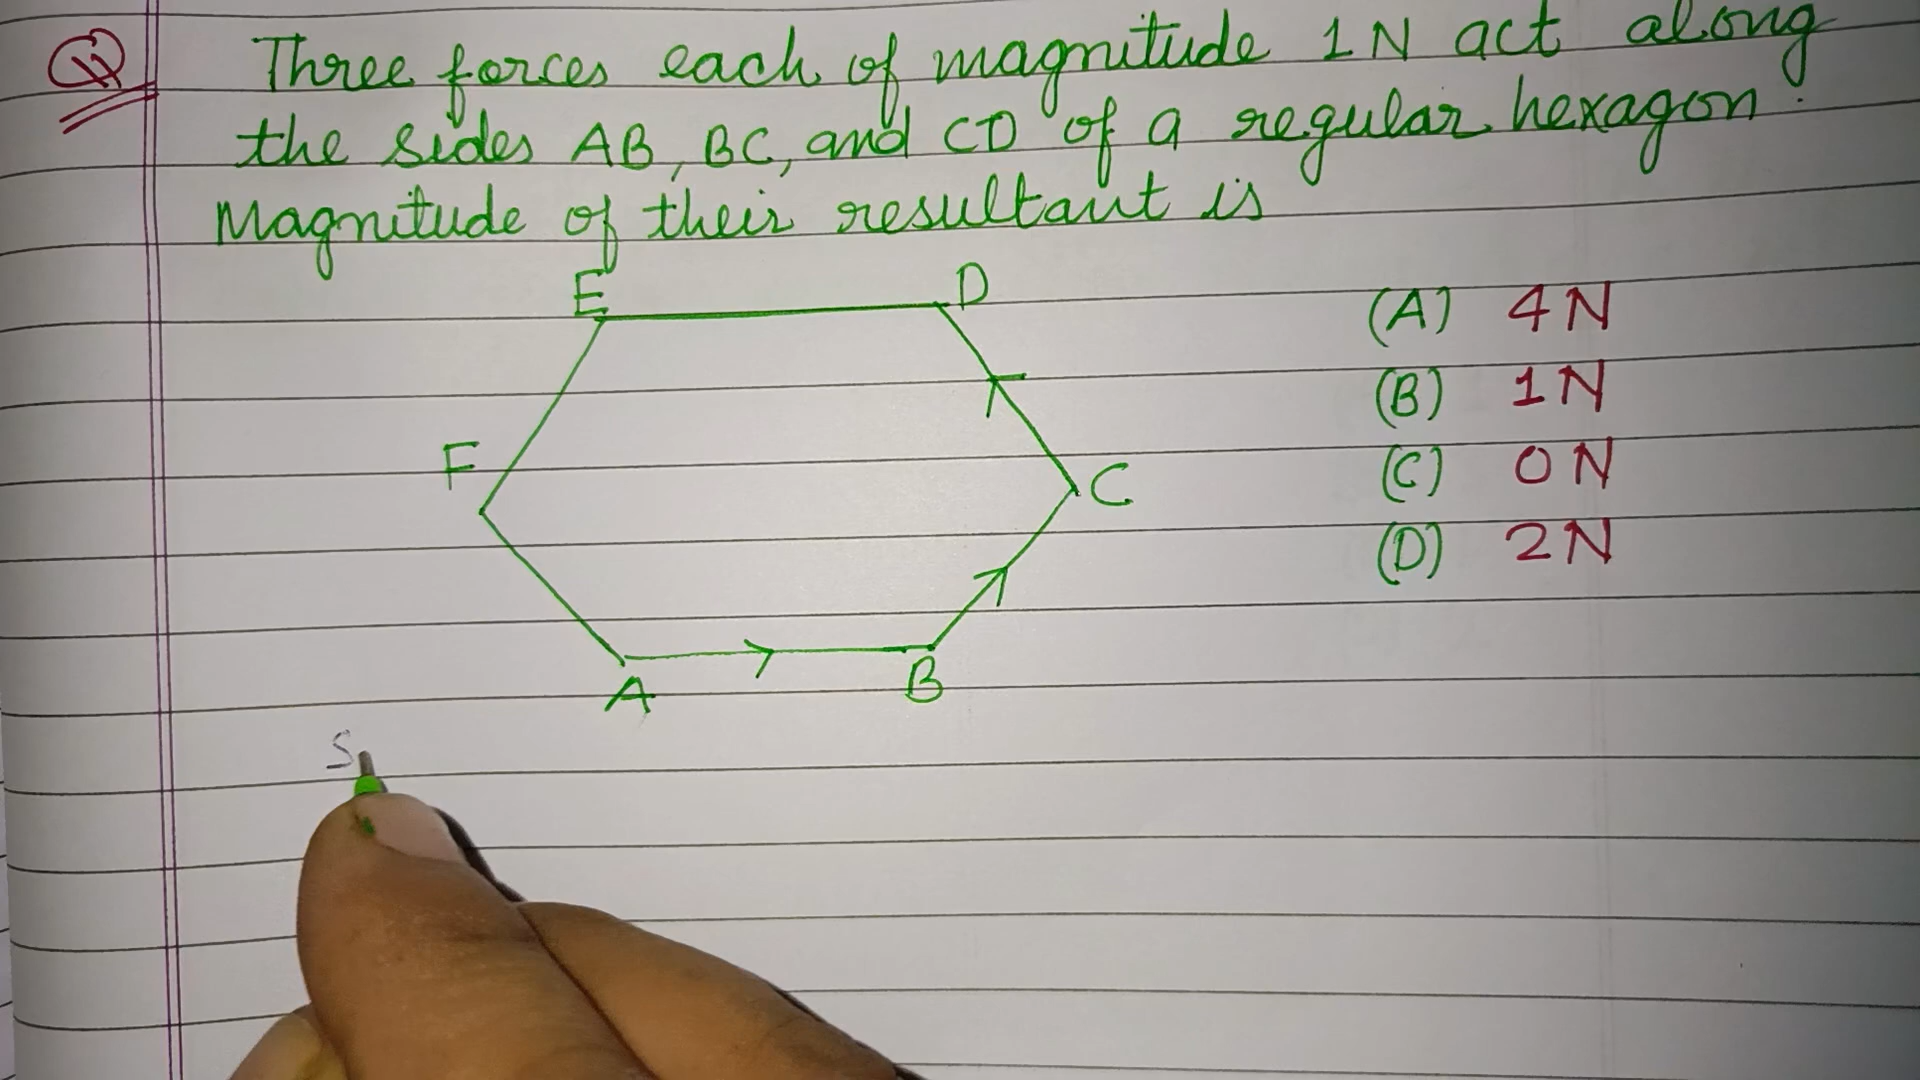 Q
Three forces each of magnitude 1N act along
the sides AB, BC, and CD of a regular hexagon.
Magnitude of their resultant is
E
D
(A) 4N
(B) 1N
F
C
(C) 0N
(D) 2N
A
B
S